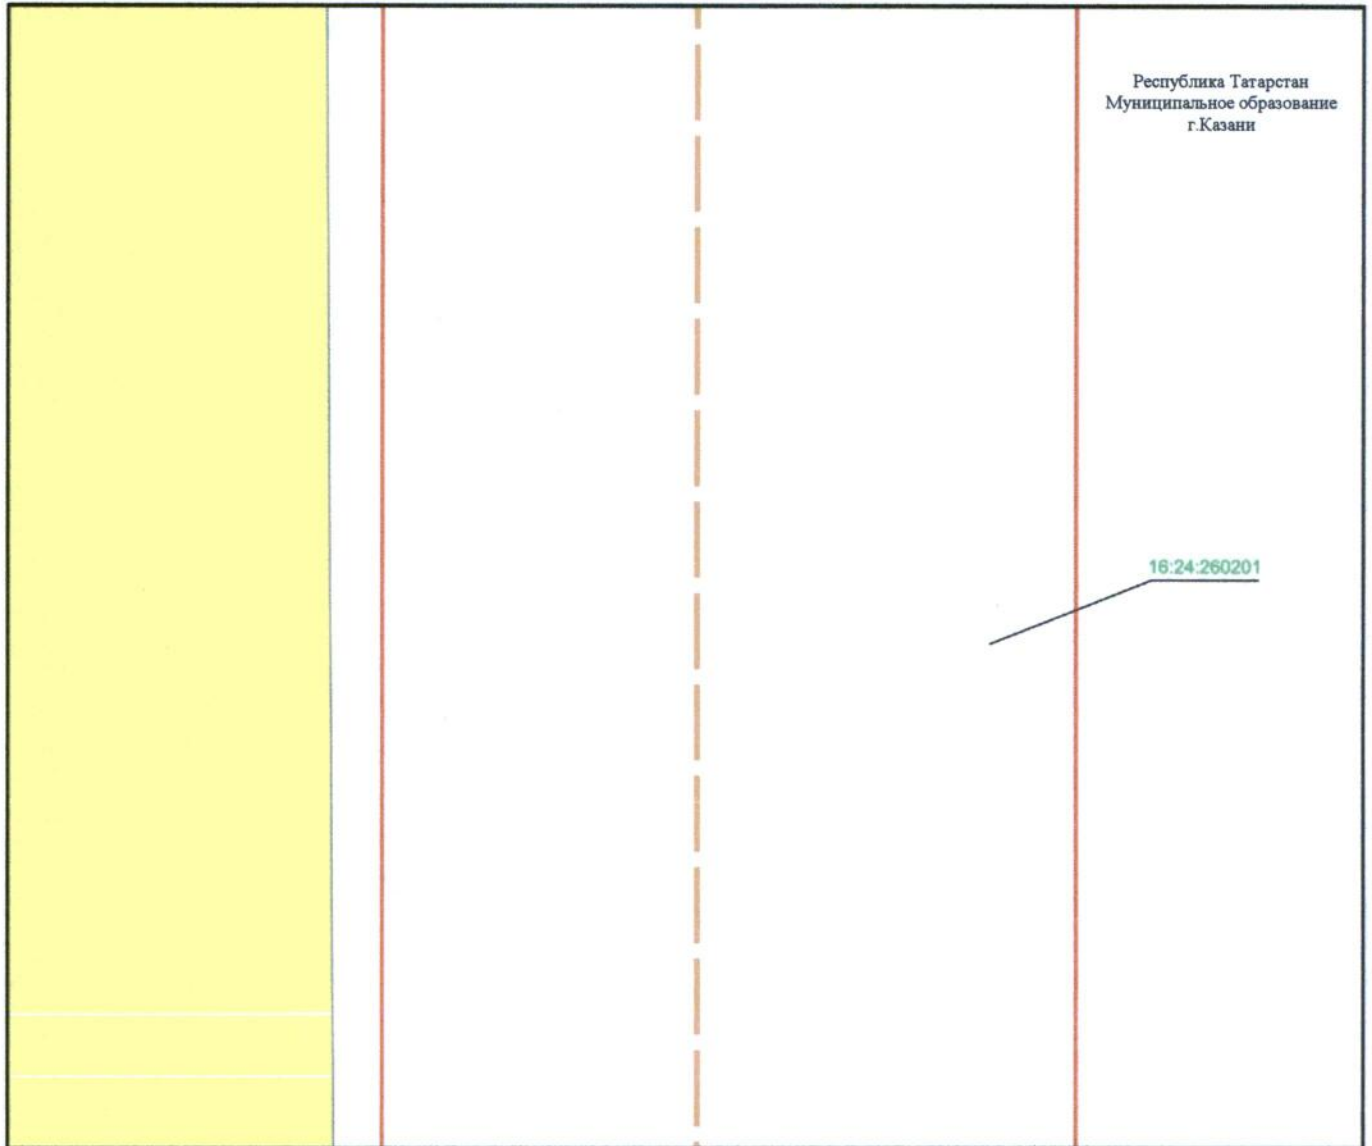 Республика Татарстан
Муниципальное образование
г.Казани
16:24:260201